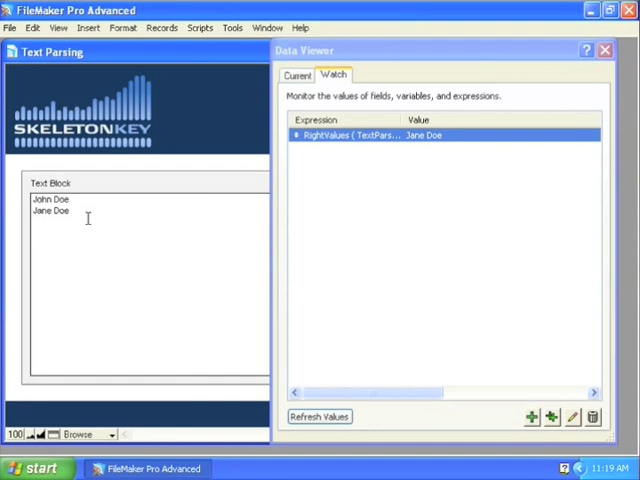 FileMaker Pro Advanced
File Edit View Insert Format Records Scripts Tools Window Help
Text Parsing
SKELETONKEY
Text Block
John Doe
Jane Doe
100
Browse
Data Viewer
Current Watch
Monitor the values of fields, variables, and expressions.
Expression Value
RightValues ( TextPars... Jane Doe
Refresh Values
start FileMaker Pro Advanced 11:19 AM